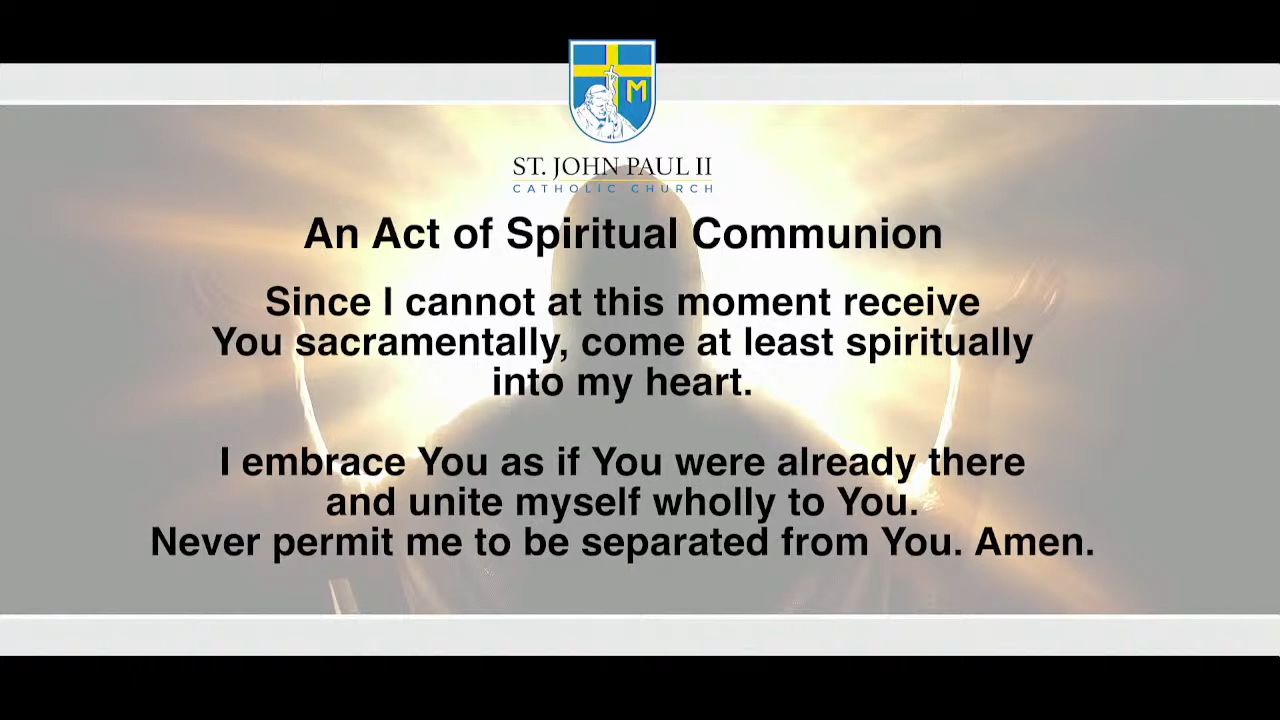 M
ST. JOHN PAUL II
CATHOLIC CHURCH
An Act of Spiritual Communion
Since I cannot at this moment receive
You sacramentally, come at least spiritually
into my heart.
I embrace You as if You were already there
and unite myself wholly to You.
Never permit me to be separated from You. Amen.